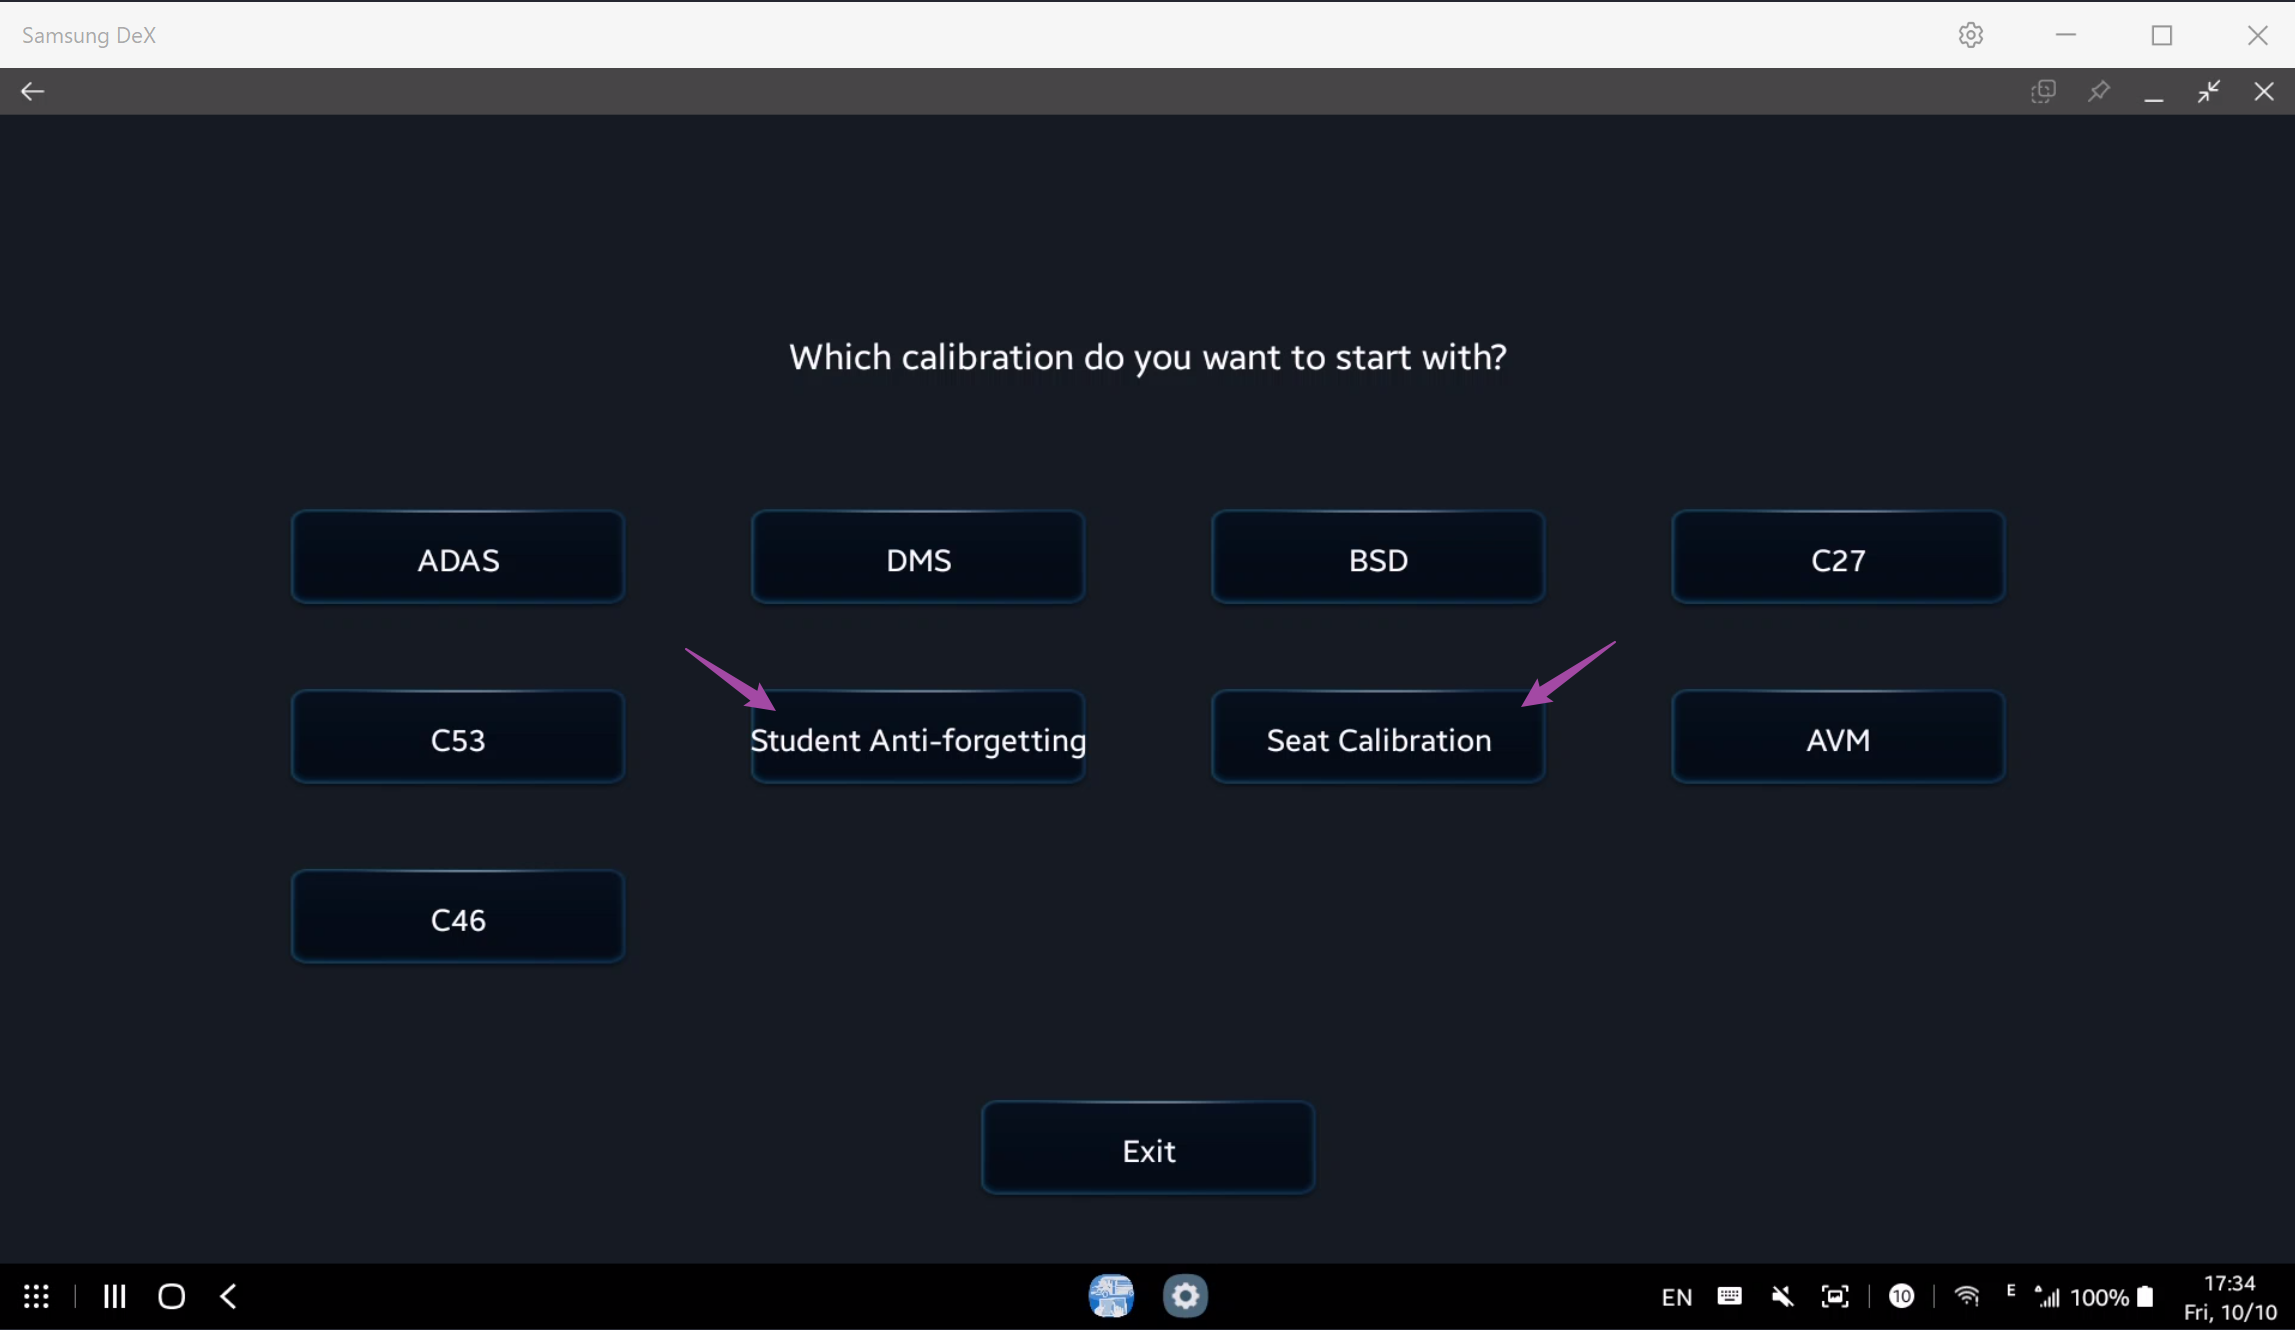 Samsung DeX
Which calibration do you want to start with?
ADAS
DMS
BSD
C27
C53
Student Anti-forgetting
Seat Calibration
AVM
C46
Exit
EN
10
E
100%
17:34
Fri, 10/10